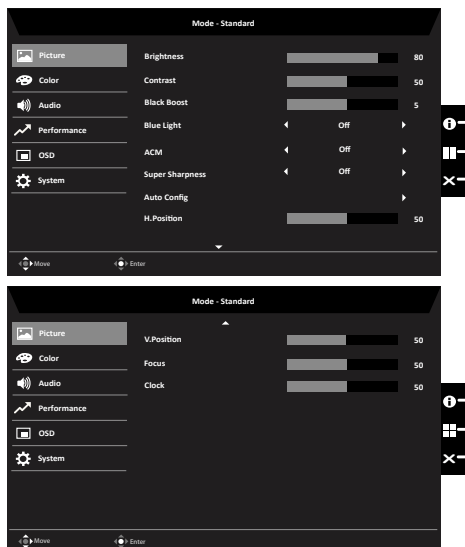 Mode - Standard
Picture
Color
Audio
Performance
OSD
System
Brightness 80
Contrast 50
Black Boost 5
Blue Light Off
ACM Off
Super Sharpness Off
Auto Config
H.Position 50
Move Enter
Mode - Standard
Picture
Color
Audio
Performance
OSD
System
V.Position 50
Focus 50
Clock 50
Move Enter